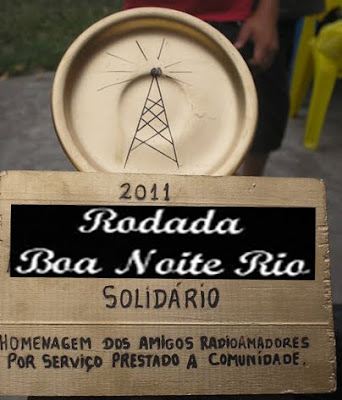 2011
Rodada
Boa Noite Rio
SOLIDÁRIO
HOMENAGEM DOS AMIGOS RADIOAMADORES
POR SERVIÇO PRESTADO A COMUNIDADE.